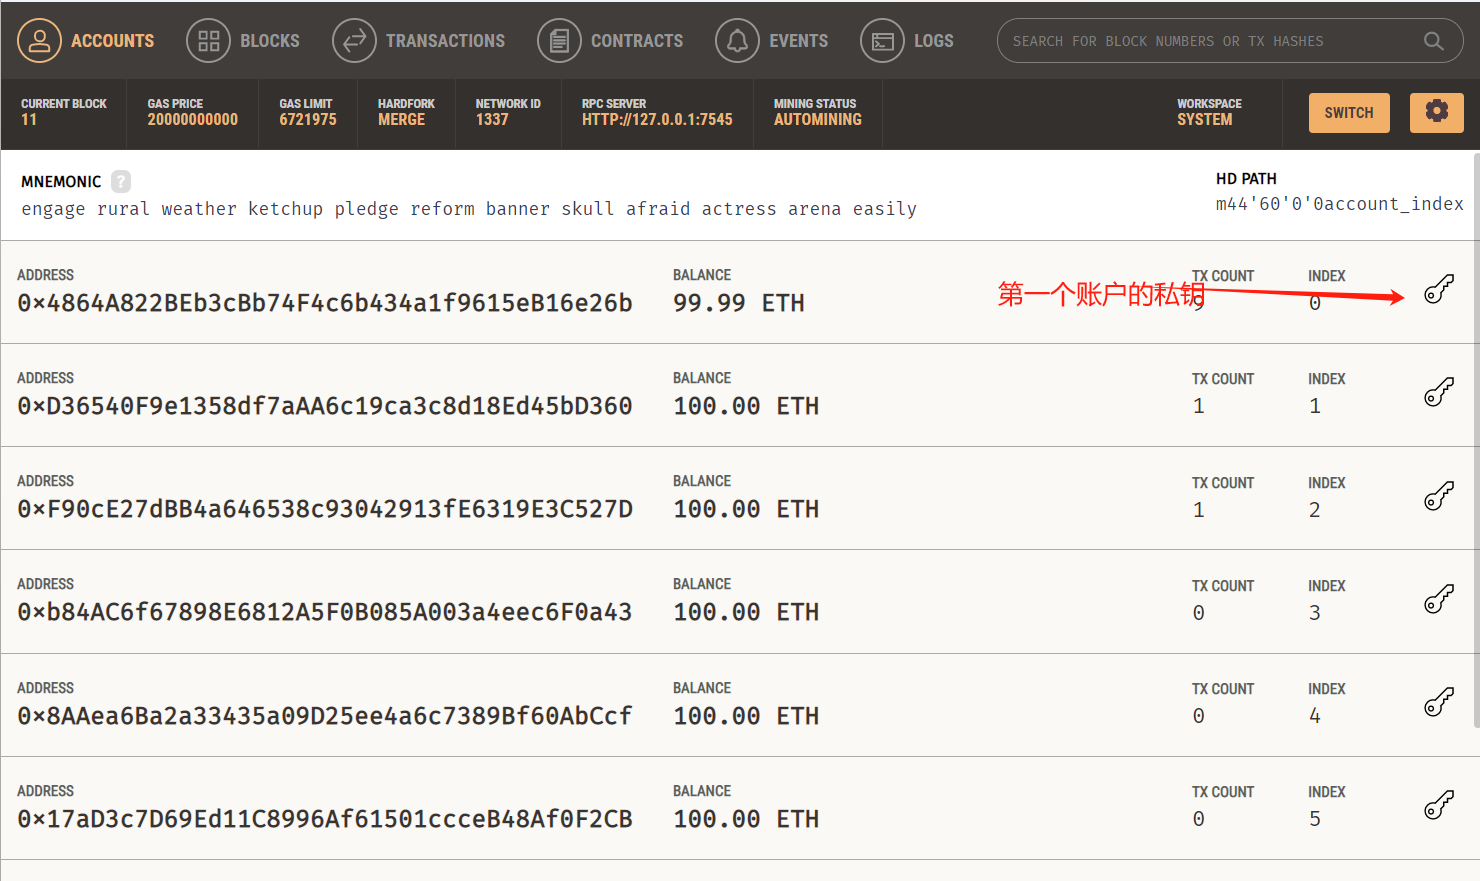 ACCOUNTS BLOCKS TRANSACTIONS CONTRACTS EVENTS LOGS SEARCH FOR BLOCK NUMBERS OR TX HASHES
CURRENT BLOCK GAS PRICE GAS LIMIT HARDFORK NETWORK ID RPC SERVER MINING STATUS WORKSPACE
11 20000000000 6721975 MERGE 1337 HTTP://127.0.0.1:7545 AUTOMINING SYSTEM SWITCH
MNEMONIC ? HD PATH
engage rural weather ketchup pledge reform banner skull afraid actress arena easily m44'60'0'0account_index
ADDRESS BALANCE TX COUNT INDEX
0×4864A822BEb3cBb74F4c6b434a1f9615eB16e26b 99.99 ETH 第一个账户的私钥 9 0
ADDRESS BALANCE TX COUNT INDEX
0×D36540F9e1358df7aAA6c19ca3c8d18Ed45bD360 100.00 ETH 1 1
ADDRESS BALANCE TX COUNT INDEX
0×F90cE27dBB4a646538c93042913fE6319E3C527D 100.00 ETH 1 2
ADDRESS BALANCE TX COUNT INDEX
0×b84AC6f67898E6812A5F0B085A003a4eec6F0a43 100.00 ETH 0 3
ADDRESS BALANCE TX COUNT INDEX
0×8AAea6Ba2a33435a09D25ee4a6c7389Bf60AbCcf 100.00 ETH 0 4
ADDRESS BALANCE TX COUNT INDEX
0×17aD3c7D69Ed11C8996Af61501ccceB48Af0F2CB 100.00 ETH 0 5